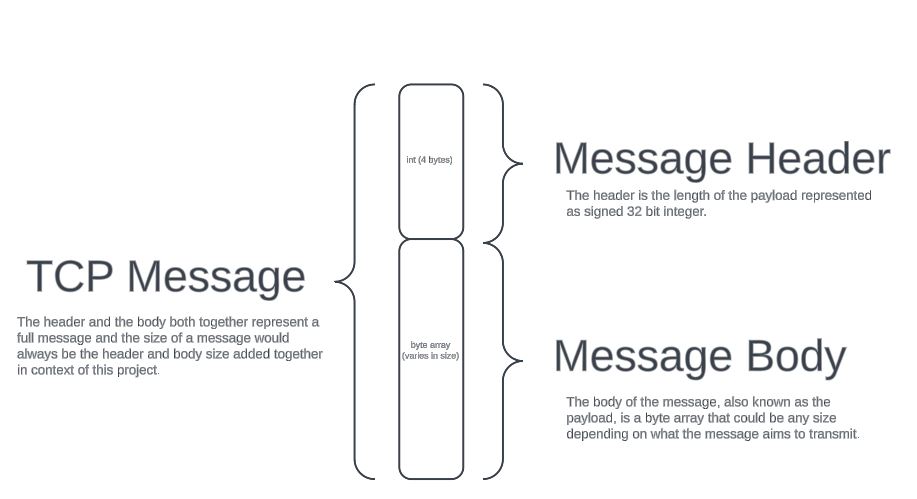 int (4 bytes)
Message Header
The header is the length of the payload represented
as signed 32 bit integer.
TCP Message
The header and the body both together represent a
full message and the size of a message would
always be the header and body size added together
in context of this project.
byte array
(varies in size)
Message Body
The body of the message, also known as the
payload, is a byte array that could be any size
depending on what the message aims to transmit.